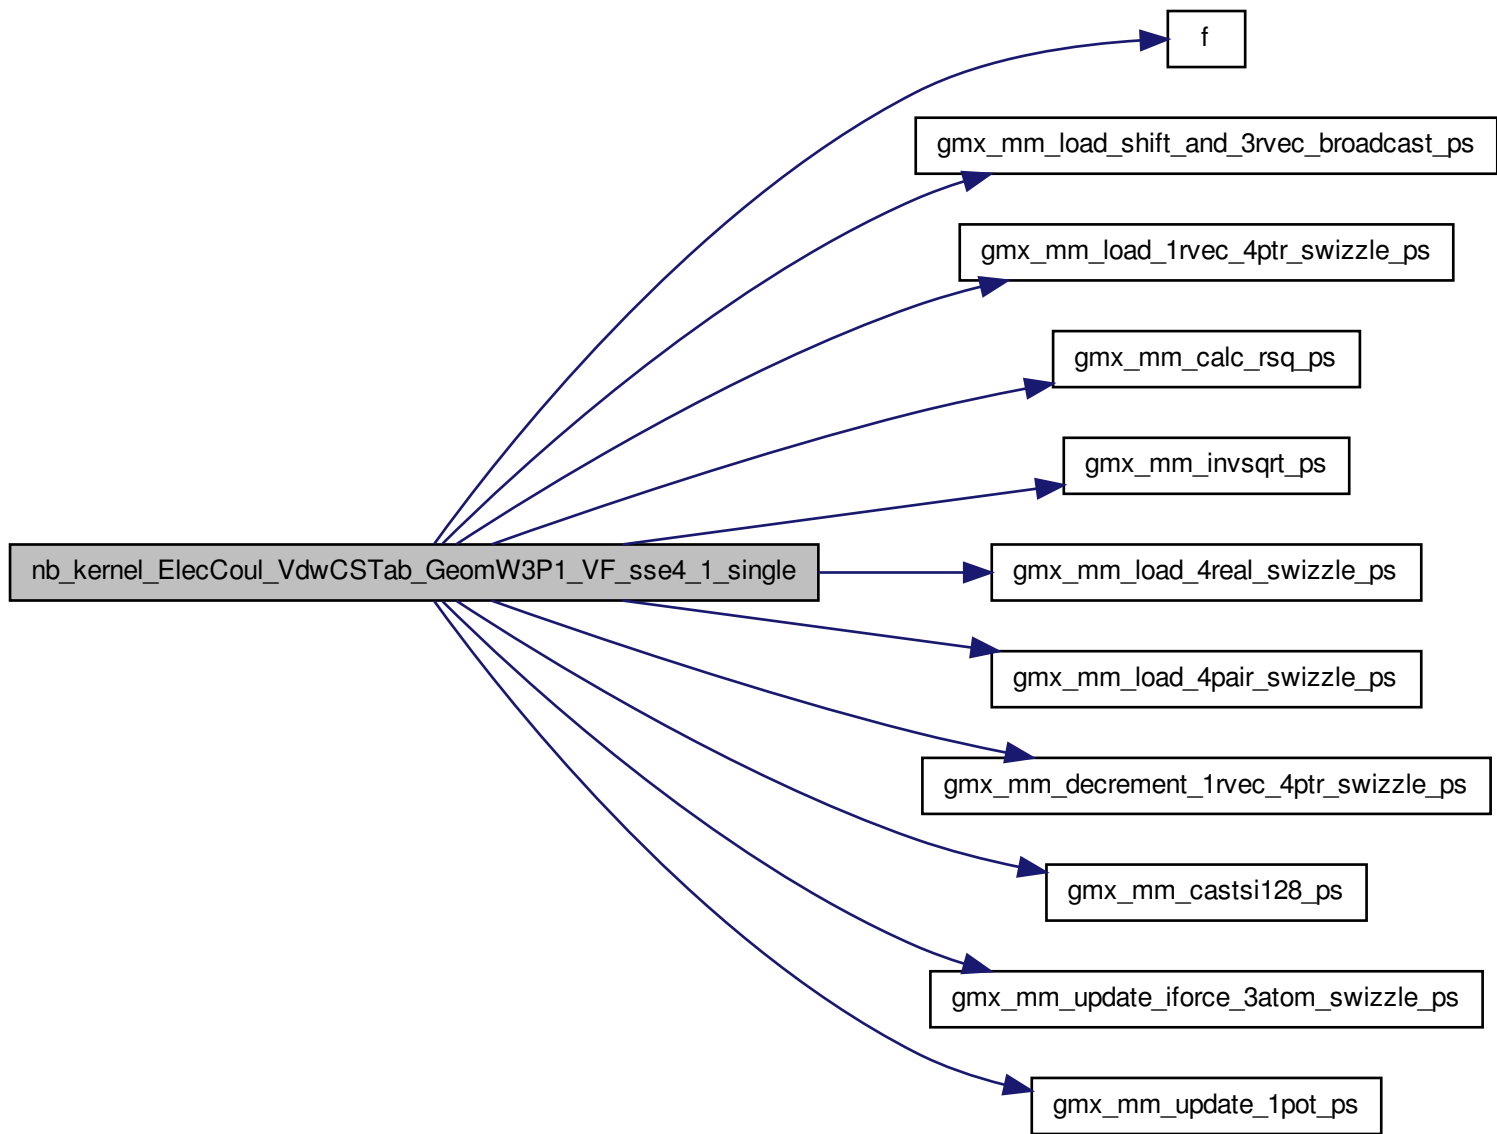 f
gmx_mm_load_shift_and_3rvec_broadcast_ps
gmx_mm_load_1rvec_4ptr_swizzle_ps
gmx_mm_calc_rsq_ps
gmx_mm_invsqrt_ps
nb_kernel_ElecCoul_VdwCSTab_GeomW3P1_VF_sse4_1_single
gmx_mm_load_4real_swizzle_ps
gmx_mm_load_4pair_swizzle_ps
gmx_mm_decrement_1rvec_4ptr_swizzle_ps
gmx_mm_castsi128_ps
gmx_mm_update_iforce_3atom_swizzle_ps
gmx_mm_update_1pot_ps